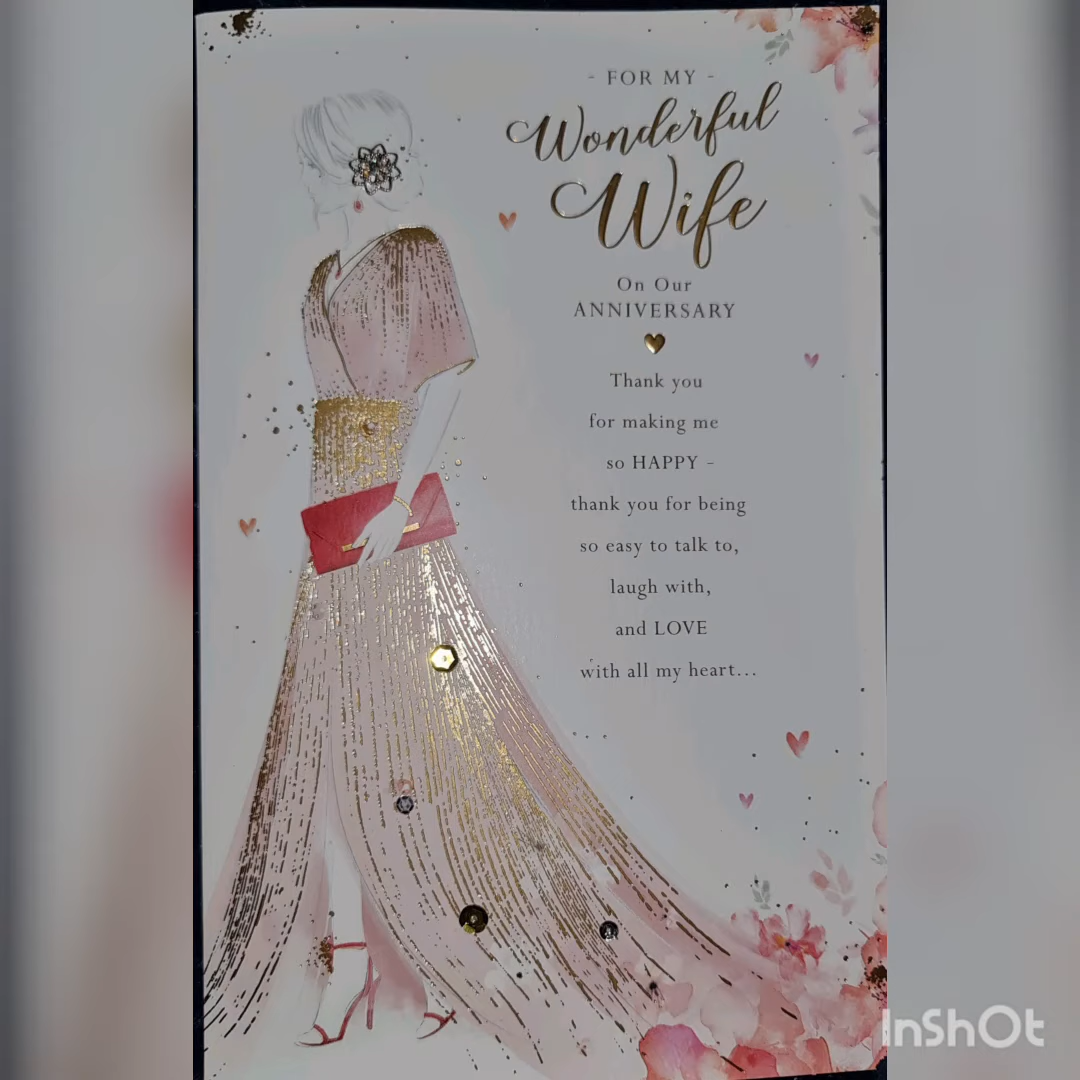 - FOR MY -
Wonderful
Wife
On Our
ANNIVERSARY
Thank you
for making me
so HAPPY –
thank you for being
so easy to talk to,
laugh with,
and LOVE
with all my heart...
InShOt